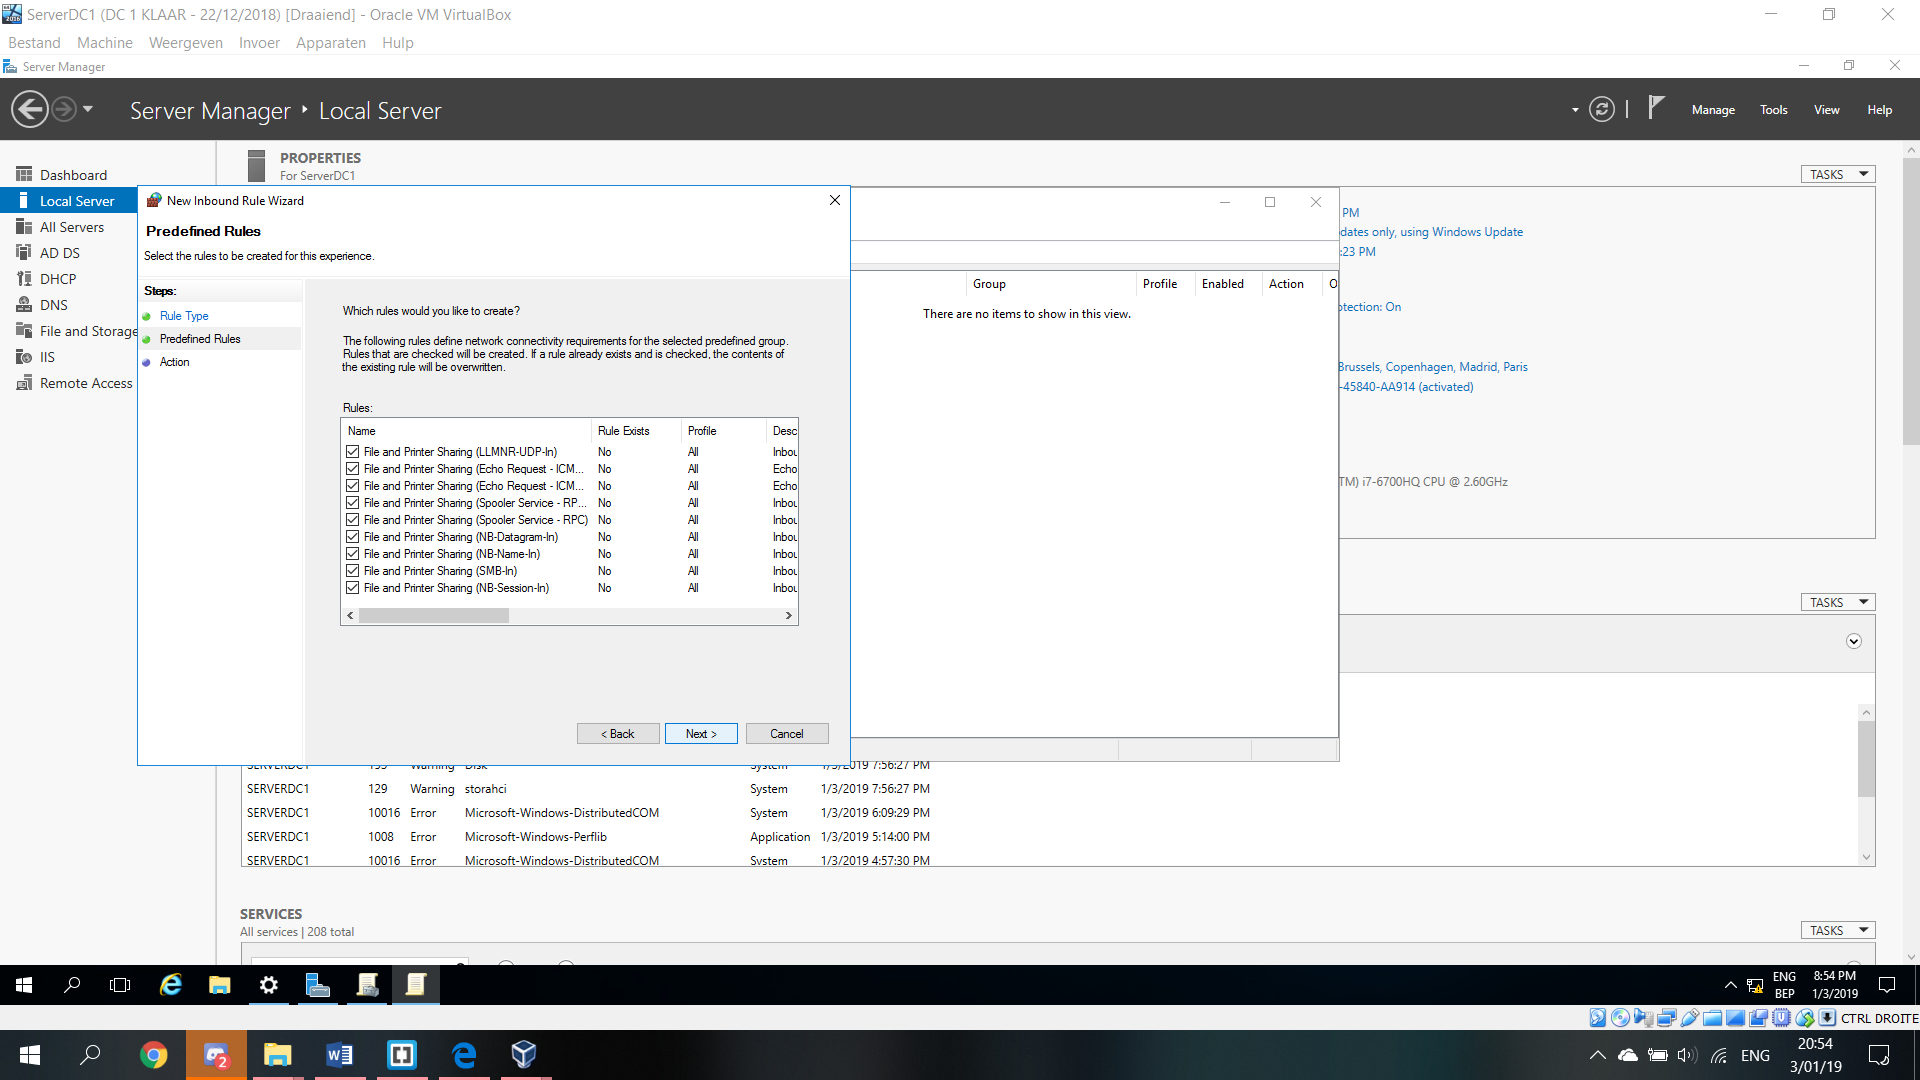 ServerDC1 (DC 1 KLAAR - 22/12/2018) [Draaiend] - Oracle VM VirtualBox
Bestand Machine Weergeven Invoer Apparaten Hulp
Server Manager
Server Manager Local Server
Manage Tools View Help
PROPERTIES
For ServerDC1
TASKS
Dashboard
Local Server
All Servers
AD DS
DHCP
DNS
File and Storage
IIS
Remote Access
New Inbound Rule Wizard
Predefined Rules
Select the rules to be created for this experience.
Steps:
Rule Type
Predefined Rules
Action
Which rules would you like to create?
The following rules define network connectivity requirements for the selected predefined group.
Rules that are checked will be created. If a rule already exists and is checked, the contents of
the existing rule will be overwritten.
Rules:
Name Rule Exists Profile Desc
File and Printer Sharing (LLMNR-UDP-In) No All Inbou
File and Printer Sharing (Echo Request - ICM... No All Echo
File and Printer Sharing (Echo Request - ICM... No All Echo
File and Printer Sharing (Spooler Service - RP... No All Inbou
File and Printer Sharing (Spooler Service - RPC) No All Inbou
File and Printer Sharing (NB-Datagram-In) No All Inbou
File and Printer Sharing (NB-Name-In) No All Inbou
File and Printer Sharing (SMB-In) No All Inbou
File and Printer Sharing (NB-Session-In) No All Inbou
< Back Next > Cancel
Group Profile Enabled Action O
There are no items to show in this view.
PM
dates only, using Windows Update
:23 PM
otection: On
Brussels, Copenhagen, Madrid, Paris
-45840-AA914 (activated)
TM) i7-6700HQ CPU @ 2.60GHz
TASKS
SERVERDC1 153 Warning Disk System 1/3/2019 7:56:27 PM
SERVERDC1 129 Warning storahci System 1/3/2019 7:56:27 PM
SERVERDC1 10016 Error Microsoft-Windows-DistributedCOM System 1/3/2019 6:09:29 PM
SERVERDC1 1008 Error Microsoft-Windows-Perflib Application 1/3/2019 5:14:00 PM
SERVERDC1 10016 Error Microsoft-Windows-DistributedCOM System 1/3/2019 4:57:30 PM
SERVICES
All services | 208 total
TASKS
ENG
BEP
8:54 PM
1/3/2019
CTRL DROITE
2
ENG
20:54
3/01/19